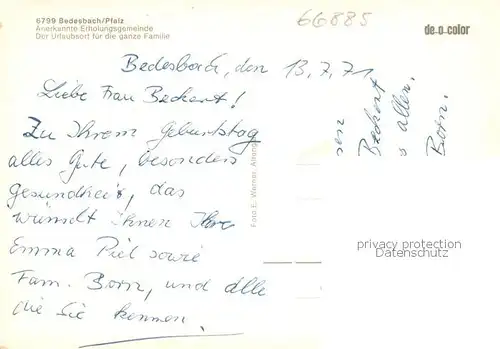 6799 Bedesbach/Pfalz
Anerkannte Erholungsgemeinde
Der Urlaubsort für die ganze Familie
66885
de-o-color
Bedesbach, den 13.7.71
Liebe Frau Beckert!
Zu Ihrem Geburtstag
alles Gute, besonders
Gesundheit, das
wünscht Ihnen Ihre
Emma Piel sowie
Fam. Born, und alle
die Sie kennen.
Foto E. Werner,
Beckert
allen.
Born.
privacy protection
Datenschutz